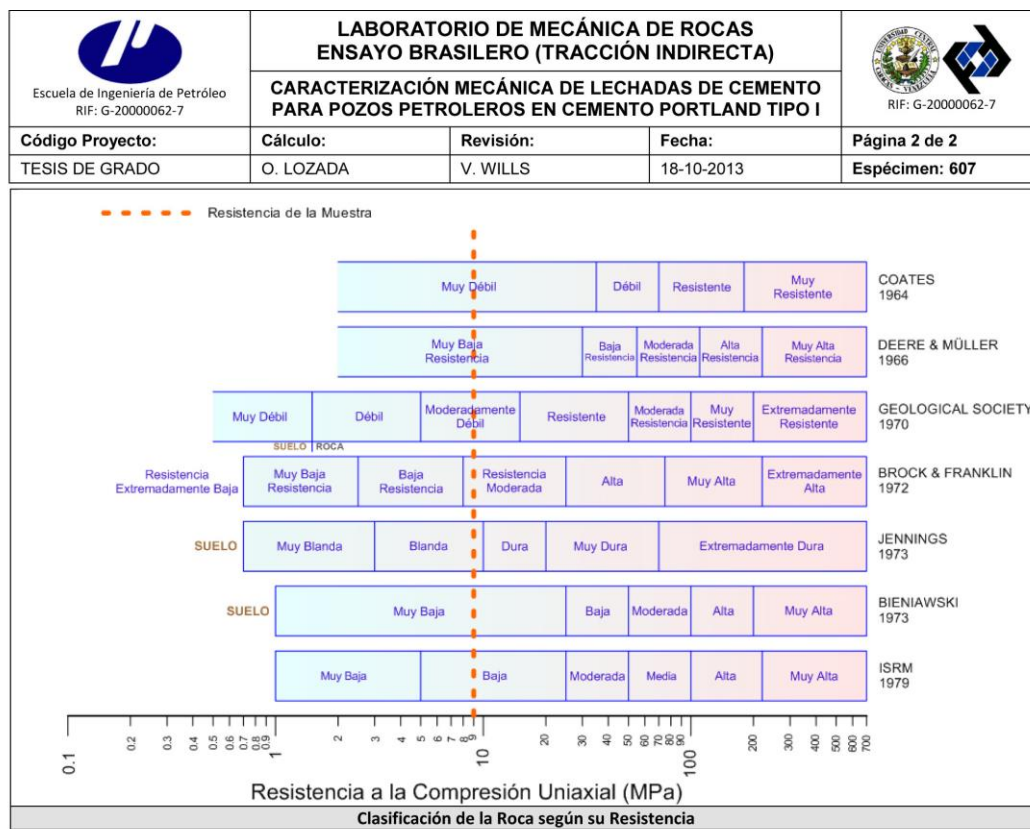 LABORATORIO DE MECÁNICA DE ROCAS
ENSAYO BRASILERO (TRACCIÓN INDIRECTA)
CARACTERIZACIÓN MECÁNICA DE LECHADAS DE CEMENTO
PARA POZOS PETROLEROS EN CEMENTO PORTLAND TIPO I
Escuela de Ingeniería de Petróleo
RIF: G-20000062-7
UNIVERSIDAD CENTRAL
CARACAS - VENEZUELA
RIF: G-20000062-7
Código Proyecto: Cálculo: Revisión: Fecha: Página 2 de 2
TESIS DE GRADO O. LOZADA V. WILLS 18-10-2013 Espécimen: 607
Resistencia de la Muestra
Muy Débil Débil Resistente Muy
Resistente
COATES
1964
Muy Baja
Resistencia
Baja
Resistencia
Moderada
Resistencia
Alta
Resistencia
Muy Alta
Resistencia
DEERE & MÜLLER
1966
Muy Débil Débil Moderadamente
Débil
Resistente
Moderada
Resistencia
Muy
Resistente
Extremadamente
Resistente
GEOLOGICAL SOCIETY
1970
SUELO ROCA
Resistencia
Extremadamente Baja
Muy Baja
Resistencia
Baja
Resistencia
Resistencia
Moderada
Alta Muy Alta Extremadamente
Alta
BROCK & FRANKLIN
1972
SUELO Muy Blanda Blanda Dura Muy Dura Extremadamente Dura
JENNINGS
1973
SUELO Muy Baja Baja Moderada Alta Muy Alta
BIENIAWSKI
1973
Muy Baja Baja Moderada Media Alta Muy Alta
ISRM
1979
0.1 0.2 0.3 0.4 0.5 0.6 0.7 0.8 0.9 1 2 3 4 5 6 7 8 9 10 20 30 40 50 60 70 80 90 100 200 300 400 500 600 700
Resistencia a la Compresión Uniaxial (MPa)
Clasificación de la Roca según su Resistencia